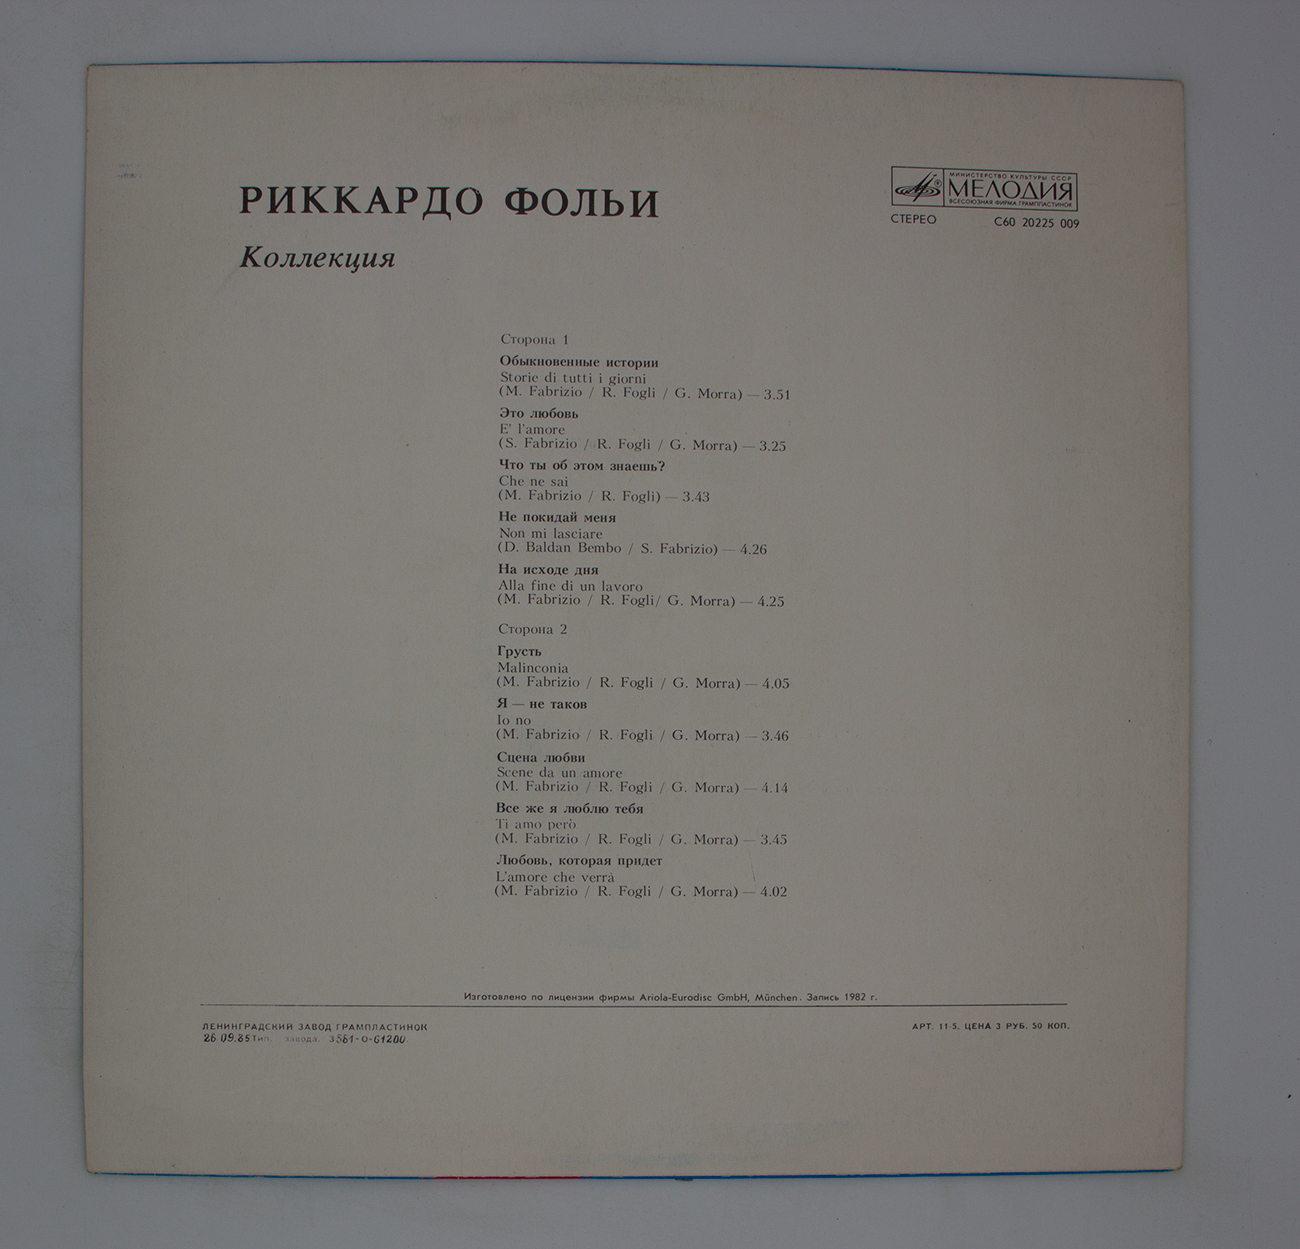 РИККАРДО ФОЛЬИ
Коллекция
МИНИСТЕРСТВО КУЛЬТУРЫ СССР
МЕЛОДИЯ
ВСЕСОЮЗНАЯ ФИРМА ГРАМПЛАСТИНОК
СТЕРЕО С60 20225 009
Сторона 1
Обыкновенные истории
Storie di tutti i giorni
(M. Fabrizio / R. Fogli / G. Morra) — 3.51
Это любовь
E' l'amore
(S. Fabrizio / R. Fogli / G. Morra) — 3.25
Что ты об этом знаешь?
Che ne sai
(M. Fabrizio / R. Fogli) — 3.43
Не покидай меня
Non mi lasciare
(D. Baldan Bembo / S. Fabrizio) — 4.26
На исходе дня
Alla fine di un lavoro
(M. Fabrizio / R. Fogli/ G. Morra) — 4.25
Сторона 2
Грусть
Malinconia
(M. Fabrizio / R. Fogli / G. Morra) — 4.05
Я — не таков
Io no
(M. Fabrizio / R. Fogli / G. Morra) — 3.46
Сцена любви
Scene da un amore
(M. Fabrizio / R. Fogli / G. Morra) — 4.14
Все же я люблю тебя
Ti amo però
(M. Fabrizio / R. Fogli / G. Morra) — 3.45
Любовь, которая придет
L'amore che verrà
(M. Fabrizio / R. Fogli / G. Morra) — 4.02
Изготовлено по лицензии фирмы Ariola-Eurodisc GmbH, München. Запись 1982 г.
ЛЕНИНГРАДСКИЙ ЗАВОД ГРАМПЛАСТИНОК
26.09.85 Тип. завода. 3561-0-61200
АРТ. 11-5. ЦЕНА 3 РУБ. 50 КОП.